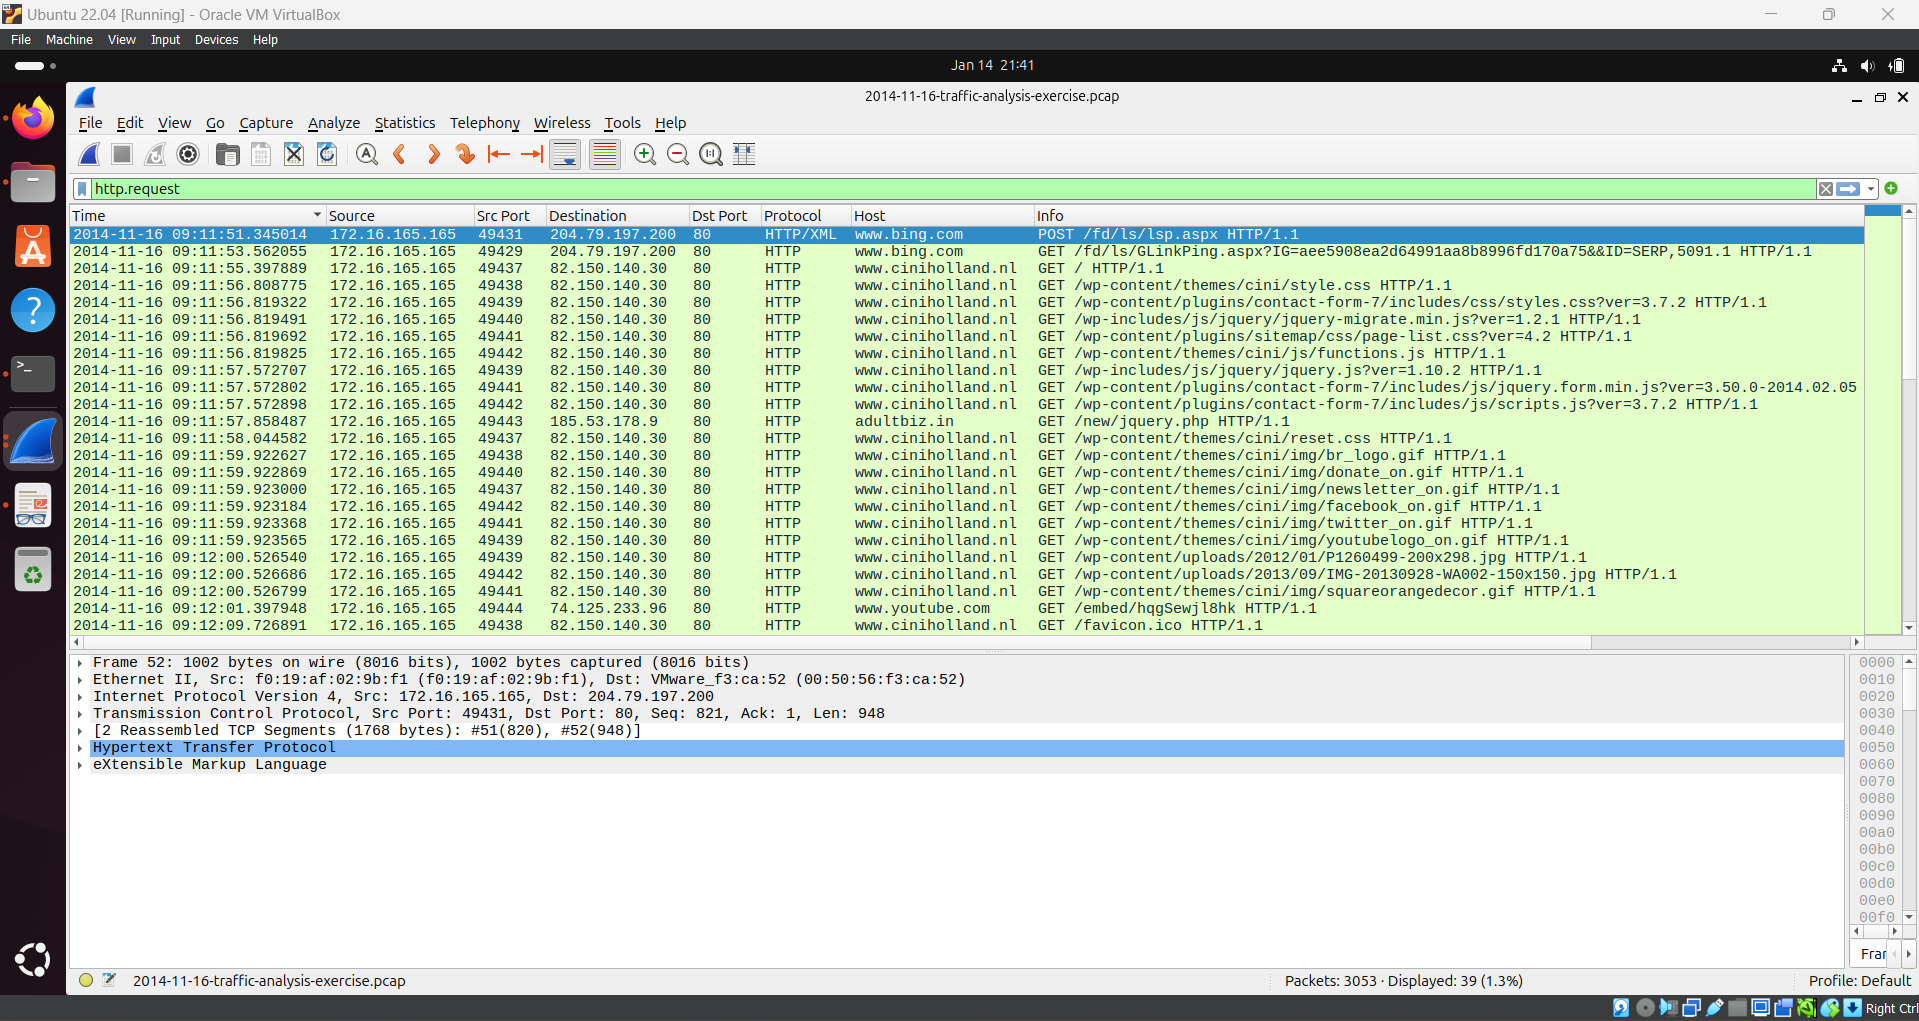 Ubuntu 22.04 [Running] - Oracle VM VirtualBox
File Machine View Input Devices Help
Jan 14 21:41
2014-11-16-traffic-analysis-exercise.pcap
File Edit View Go Capture Analyze Statistics Telephony Wireless Tools Help
http.request
Time Source Src Port Destination Dst Port Protocol Host Info
2014-11-16 09:11:51.345014 172.16.165.165 49431 204.79.197.200 80 HTTP/XML www.bing.com POST /fd/ls/lsp.aspx HTTP/1.1
2014-11-16 09:11:53.562055 172.16.165.165 49429 204.79.197.200 80 HTTP www.bing.com GET /fd/ls/GLinkPing.aspx?IG=aee5908ea2d64991aa8b8996fd170a75&&ID=SERP,5091.1 HTTP/1.1
2014-11-16 09:11:55.397889 172.16.165.165 49437 82.150.140.30 80 HTTP www.ciniholland.nl GET / HTTP/1.1
2014-11-16 09:11:56.808775 172.16.165.165 49438 82.150.140.30 80 HTTP www.ciniholland.nl GET /wp-content/themes/cini/style.css HTTP/1.1
2014-11-16 09:11:56.819322 172.16.165.165 49439 82.150.140.30 80 HTTP www.ciniholland.nl GET /wp-content/plugins/contact-form-7/includes/css/styles.css?ver=3.7.2 HTTP/1.1
2014-11-16 09:11:56.819491 172.16.165.165 49440 82.150.140.30 80 HTTP www.ciniholland.nl GET /wp-includes/js/jquery/jquery-migrate.min.js?ver=1.2.1 HTTP/1.1
2014-11-16 09:11:56.819692 172.16.165.165 49441 82.150.140.30 80 HTTP www.ciniholland.nl GET /wp-content/plugins/sitemap/css/page-list.css?ver=4.2 HTTP/1.1
2014-11-16 09:11:56.819825 172.16.165.165 49442 82.150.140.30 80 HTTP www.ciniholland.nl GET /wp-content/themes/cini/js/functions.js HTTP/1.1
2014-11-16 09:11:57.572707 172.16.165.165 49439 82.150.140.30 80 HTTP www.ciniholland.nl GET /wp-includes/js/jquery/jquery.js?ver=1.10.2 HTTP/1.1
2014-11-16 09:11:57.572802 172.16.165.165 49441 82.150.140.30 80 HTTP www.ciniholland.nl GET /wp-content/plugins/contact-form-7/includes/js/jquery.form.min.js?ver=3.50.0-2014.02.05
2014-11-16 09:11:57.572898 172.16.165.165 49442 82.150.140.30 80 HTTP www.ciniholland.nl GET /wp-content/plugins/contact-form-7/includes/js/scripts.js?ver=3.7.2 HTTP/1.1
2014-11-16 09:11:57.858487 172.16.165.165 49443 185.53.178.9 80 HTTP adultbiz.in GET /new/jquery.php HTTP/1.1
2014-11-16 09:11:58.044582 172.16.165.165 49437 82.150.140.30 80 HTTP www.ciniholland.nl GET /wp-content/themes/cini/reset.css HTTP/1.1
2014-11-16 09:11:59.922627 172.16.165.165 49438 82.150.140.30 80 HTTP www.ciniholland.nl GET /wp-content/themes/cini/img/br_logo.gif HTTP/1.1
2014-11-16 09:11:59.922869 172.16.165.165 49440 82.150.140.30 80 HTTP www.ciniholland.nl GET /wp-content/themes/cini/img/donate_on.gif HTTP/1.1
2014-11-16 09:11:59.923000 172.16.165.165 49437 82.150.140.30 80 HTTP www.ciniholland.nl GET /wp-content/themes/cini/img/newsletter_on.gif HTTP/1.1
2014-11-16 09:11:59.923184 172.16.165.165 49442 82.150.140.30 80 HTTP www.ciniholland.nl GET /wp-content/themes/cini/img/facebook_on.gif HTTP/1.1
2014-11-16 09:11:59.923368 172.16.165.165 49441 82.150.140.30 80 HTTP www.ciniholland.nl GET /wp-content/themes/cini/img/twitter_on.gif HTTP/1.1
2014-11-16 09:11:59.923565 172.16.165.165 49439 82.150.140.30 80 HTTP www.ciniholland.nl GET /wp-content/themes/cini/img/youtubelogo_on.gif HTTP/1.1
2014-11-16 09:12:00.526540 172.16.165.165 49439 82.150.140.30 80 HTTP www.ciniholland.nl GET /wp-content/uploads/2012/01/P1260499-200x298.jpg HTTP/1.1
2014-11-16 09:12:00.526686 172.16.165.165 49442 82.150.140.30 80 HTTP www.ciniholland.nl GET /wp-content/uploads/2013/09/IMG-20130928-WA002-150x150.jpg HTTP/1.1
2014-11-16 09:12:00.526799 172.16.165.165 49441 82.150.140.30 80 HTTP www.ciniholland.nl GET /wp-content/themes/cini/img/squareorangedecor.gif HTTP/1.1
2014-11-16 09:12:01.397948 172.16.165.165 49444 74.125.233.96 80 HTTP www.youtube.com GET /embed/hqgSewjl8hk HTTP/1.1
2014-11-16 09:12:09.726891 172.16.165.165 49438 82.150.140.30 80 HTTP www.ciniholland.nl GET /favicon.ico HTTP/1.1
Frame 52: 1002 bytes on wire (8016 bits), 1002 bytes captured (8016 bits)
Ethernet II, Src: f0:19:af:02:9b:f1 (f0:19:af:02:9b:f1), Dst: VMware_f3:ca:52 (00:50:56:f3:ca:52)
Internet Protocol Version 4, Src: 172.16.165.165, Dst: 204.79.197.200
Transmission Control Protocol, Src Port: 49431, Dst Port: 80, Seq: 821, Ack: 1, Len: 948
[2 Reassembled TCP Segments (1768 bytes): #51(820), #52(948)]
Hypertext Transfer Protocol
eXtensible Markup Language
0000
0010
0020
0030
0040
0050
0060
0070
0080
0090
00a0
00b0
00c0
00d0
00e0
00f0
Frar
2014-11-16-traffic-analysis-exercise.pcap
Packets: 3053 · Displayed: 39 (1.3%)
Profile: Default
Right Ctrl